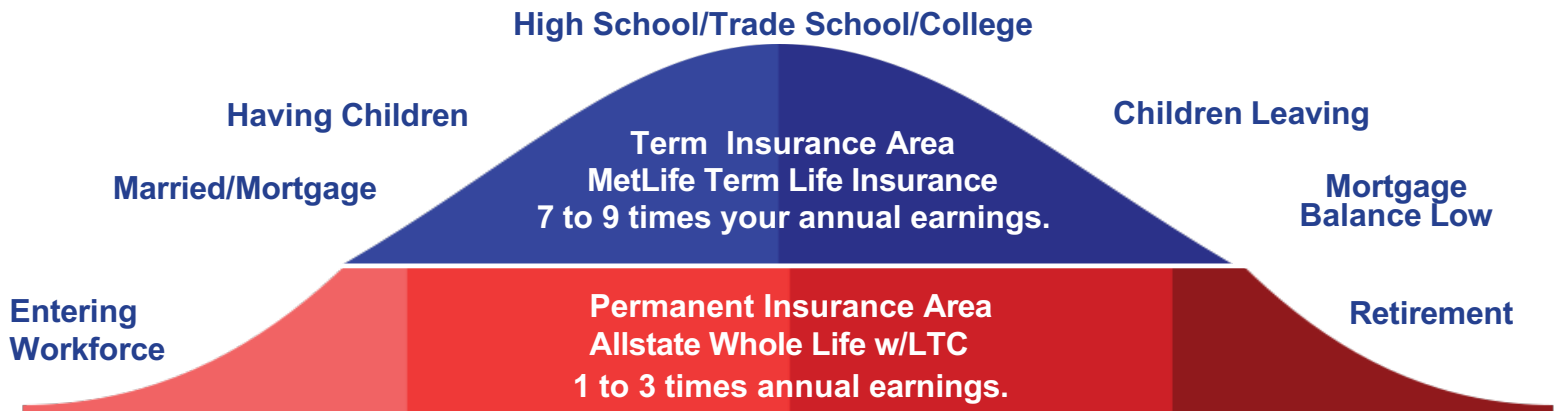 High School/Trade School/College
Having Children
Children Leaving
Term Insurance Area
MetLife Term Life Insurance
7 to 9 times your annual earnings.
Married/Mortgage
Mortgage
Balance Low
Permanent Insurance Area
Allstate Whole Life w/LTC
1 to 3 times annual earnings.
Entering
Workforce
Retirement